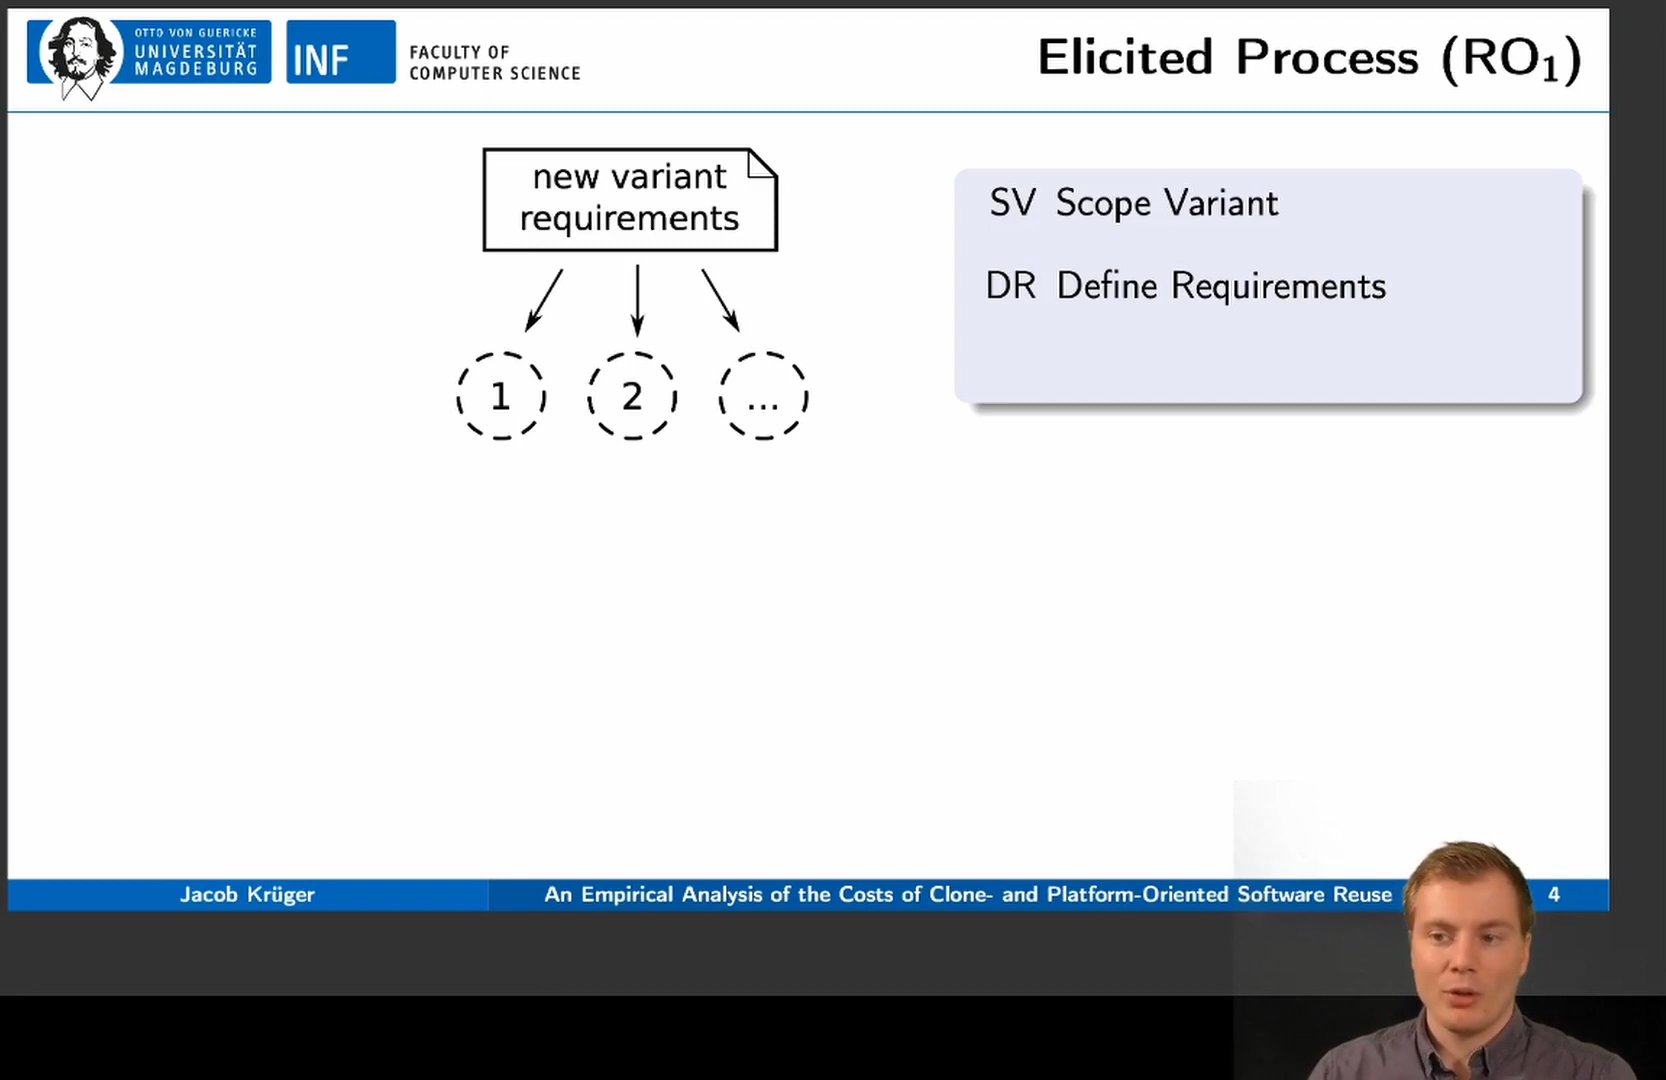 OTTO VON GUERICKE
UNIVERSITÄT
MAGDEBURG
INF
FACULTY OF
COMPUTER SCIENCE
Elicited Process (RO₁)
new variant
requirements
1 2 ...
SV Scope Variant
DR Define Requirements
Jacob Krüger An Empirical Analysis of the Costs of Clone- and Platform-Oriented Software Reuse 4